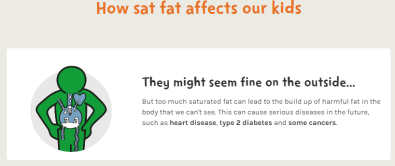 How sat fat affects our kids
They might seem fine on the outside...
But too much saturated fat can lead to the build up of harmful fat in the
body that we can't see. This can cause serious diseases in the future,
such as heart disease, type 2 diabetes and some cancers.